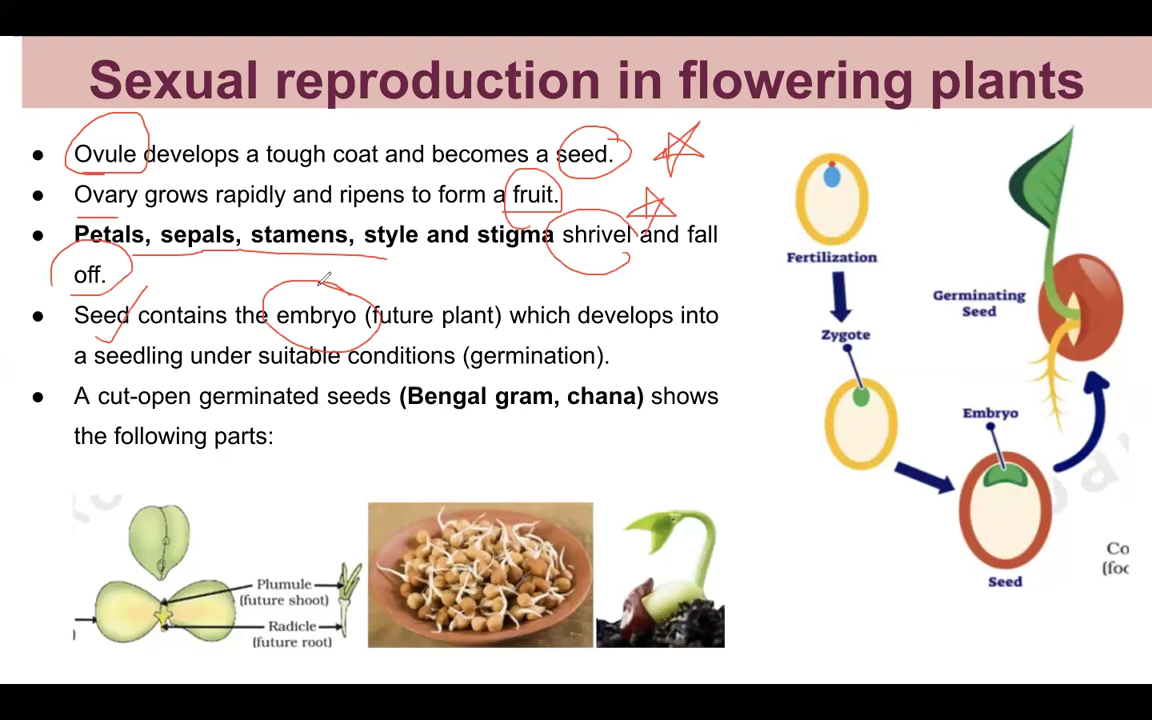 Sexual reproduction in flowering plants
● Ovule develops a tough coat and becomes a seed.
● Ovary grows rapidly and ripens to form a fruit.
● Petals, sepals, stamens, style and stigma shrivel and fall
off.
● Seed contains the embryo (future plant) which develops into
a seedling under suitable conditions (germination).
● A cut-open germinated seeds (Bengal gram, chana) shows
the following parts:
Fertilization
Zygote
Germinating
Seed
Embryo
Seed
Co
(foo
Plumule
(future shoot)
Radicle
(future root)
)